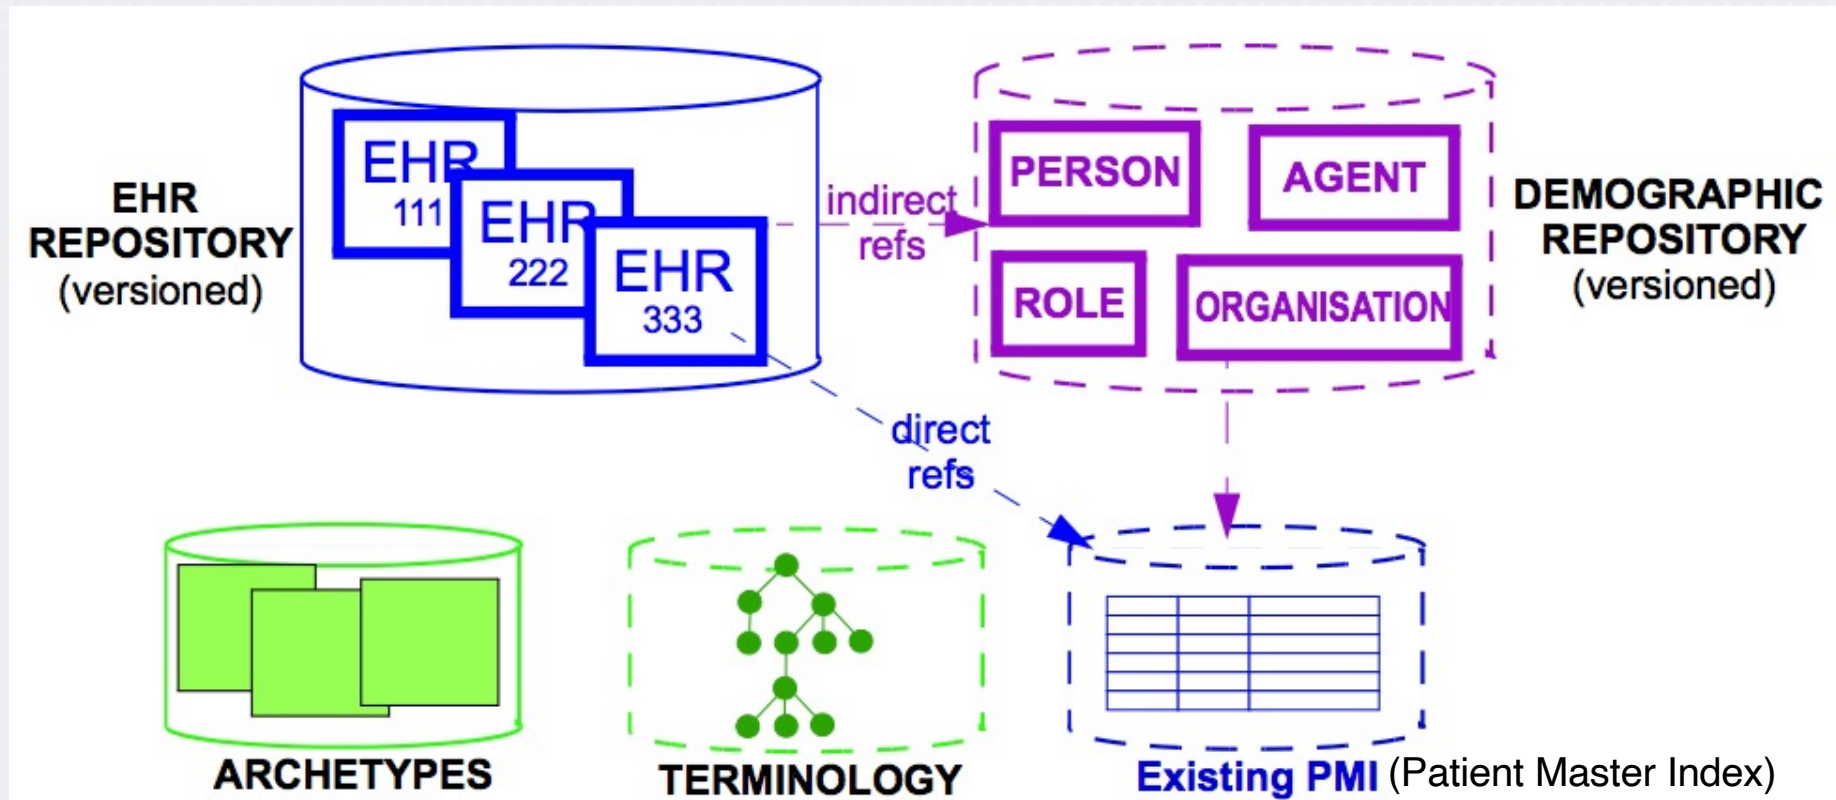 EHR
REPOSITORY
(versioned)
EHR
111
EHR
222
EHR
333
indirect
refs
direct
refs
PERSON
AGENT
ROLE
ORGANISATION
DEMOGRAPHIC
REPOSITORY
(versioned)
ARCHETYPES
TERMINOLOGY
Existing PMI (Patient Master Index)